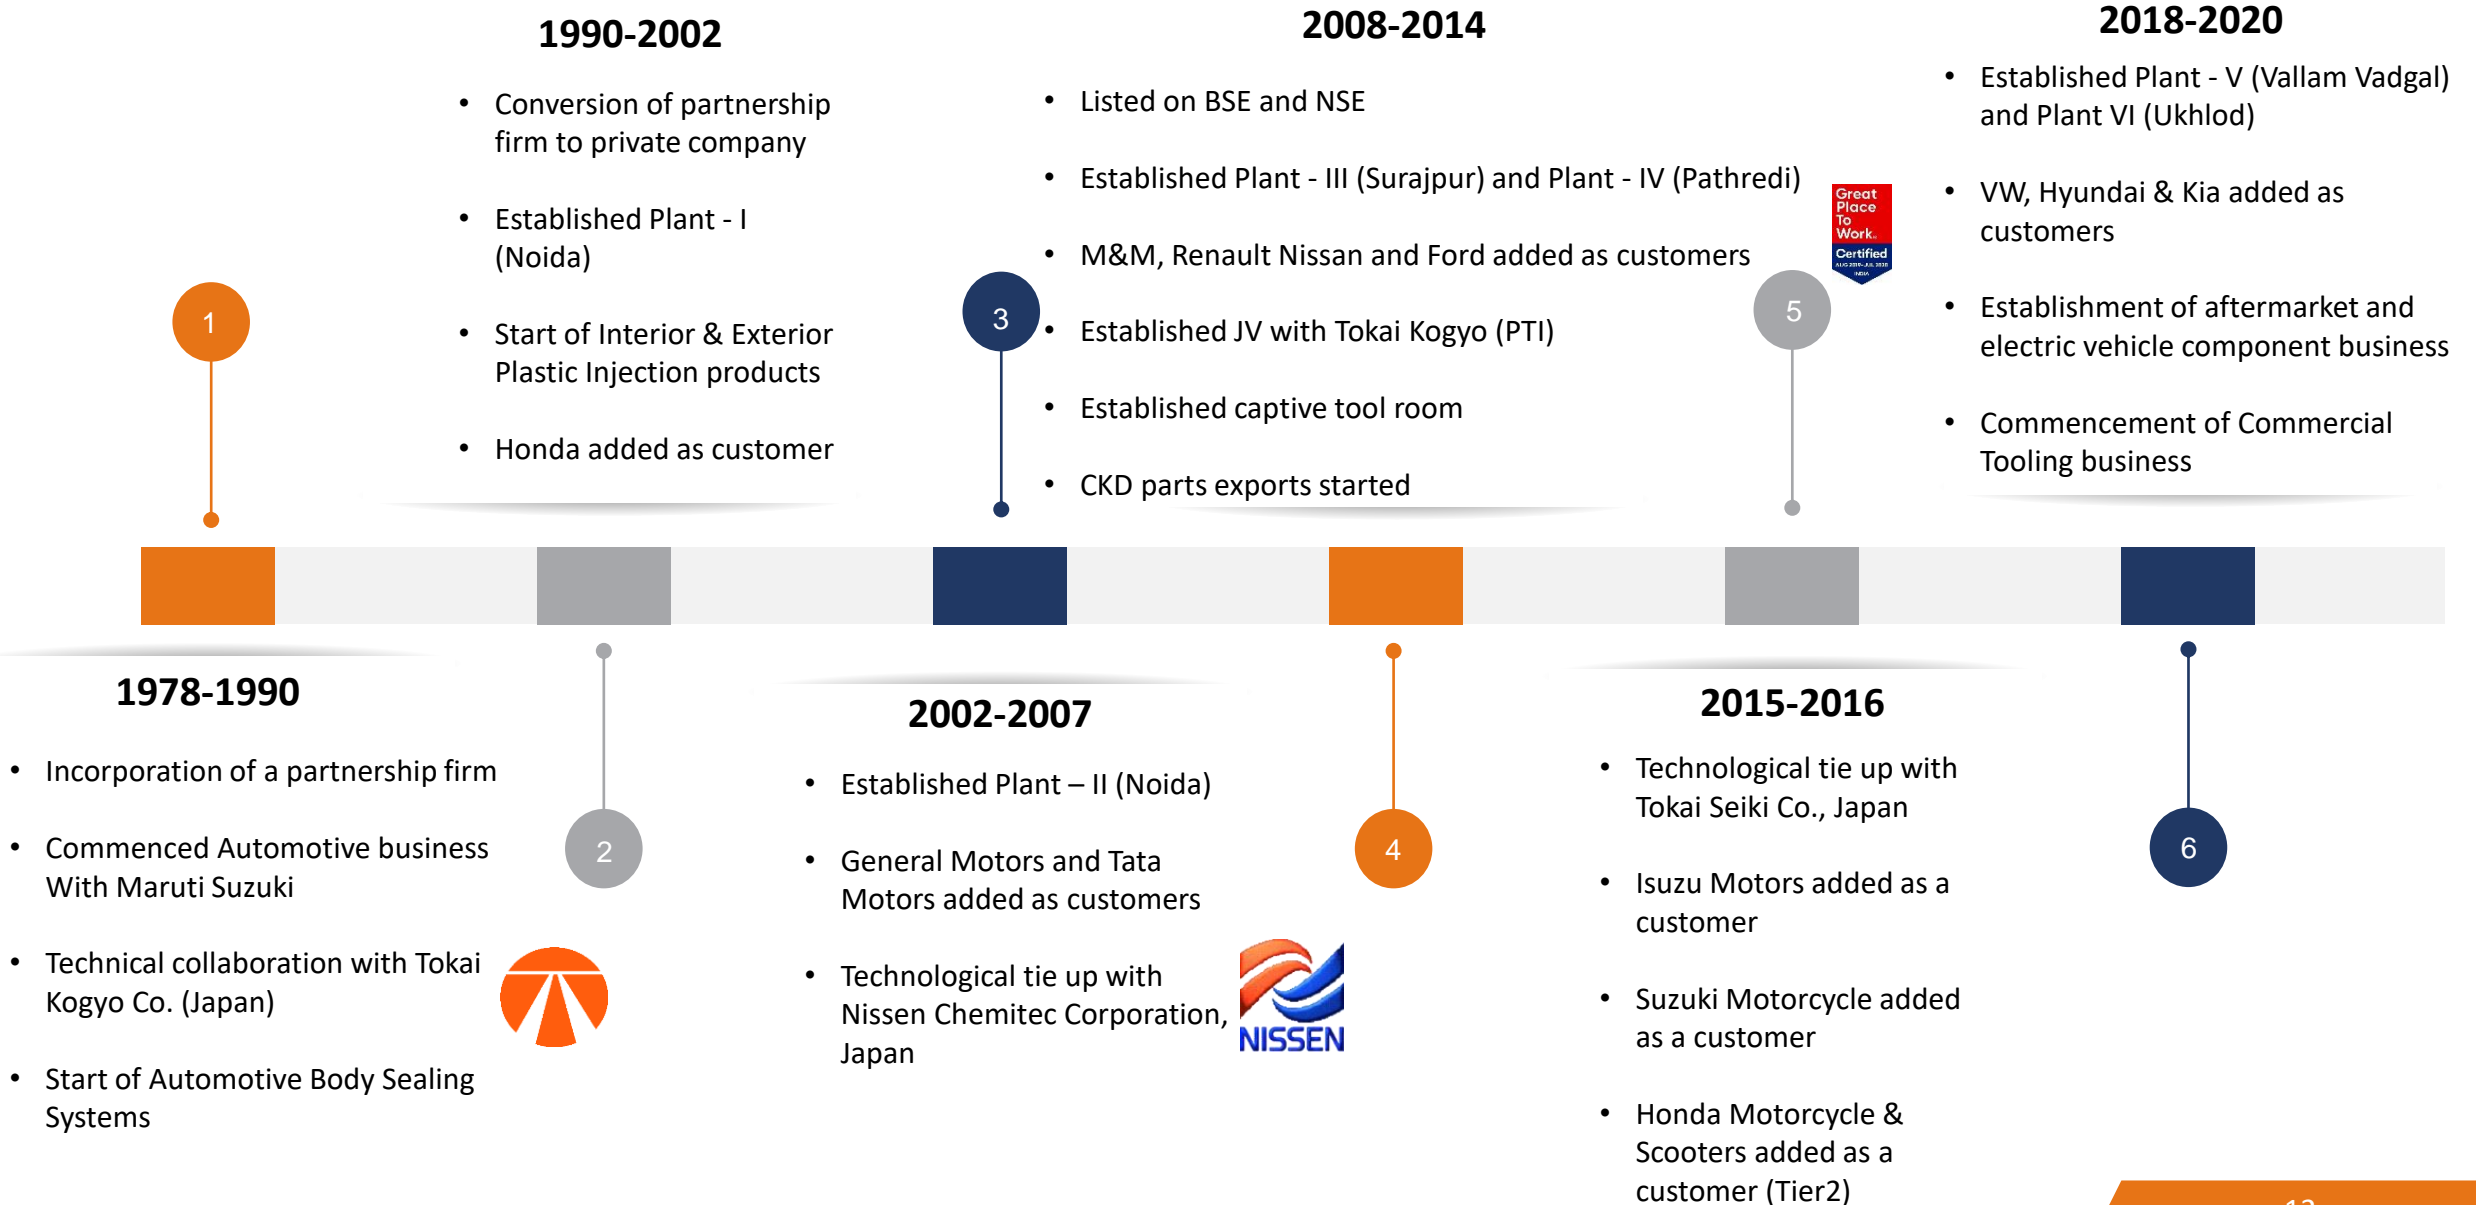 1990-2002
• Conversion of partnership
firm to private company
• Established Plant - I
(Noida)
• Start of Interior & Exterior
Plastic Injection products
• Honda added as customer
2008-2014
• Listed on BSE and NSE
• Established Plant - III (Surajpur) and Plant - IV (Pathredi)
• M&M, Renault Nissan and Ford added as customers
• Established JV with Tokai Kogyo (PTI)
• Established captive tool room
• CKD parts exports started
Great
Place
To
Work.
Certified
AUG 2019-JUL 2020
INDIA
2018-2020
• Established Plant - V (Vallam Vadgal)
and Plant VI (Ukhlod)
• VW, Hyundai & Kia added as
customers
• Establishment of aftermarket and
electric vehicle component business
• Commencement of Commercial
Tooling business
1
3
5
1978-1990
• Incorporation of a partnership firm
• Commenced Automotive business
With Maruti Suzuki
• Technical collaboration with Tokai
Kogyo Co. (Japan)
• Start of Automotive Body Sealing
Systems
2
2002-2007
• Established Plant – II (Noida)
• General Motors and Tata
Motors added as customers
• Technological tie up with
Nissen Chemitec Corporation,
Japan
NISSEN
4
2015-2016
• Technological tie up with
Tokai Seiki Co., Japan
• Isuzu Motors added as a
customer
• Suzuki Motorcycle added
as a customer
• Honda Motorcycle &
Scooters added as a
customer (Tier2)
6